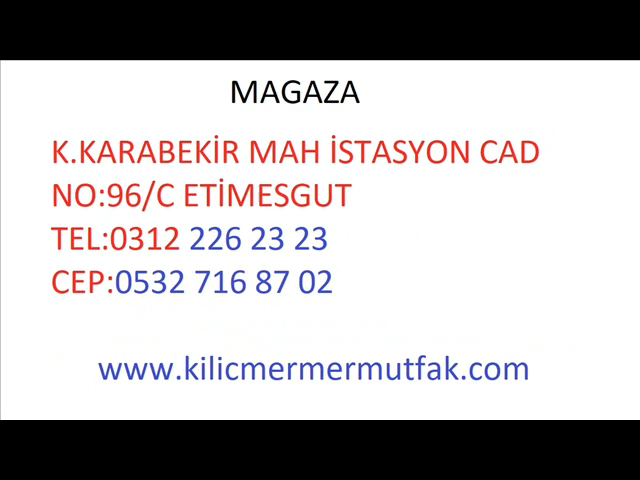 MAGAZA
K.KARABEKİR MAH İSTASYON CAD
NO:96/C ETİMESGUT
TEL:0312 226 23 23
CEP:0532 716 87 02
www.kilicmermermutfak.com